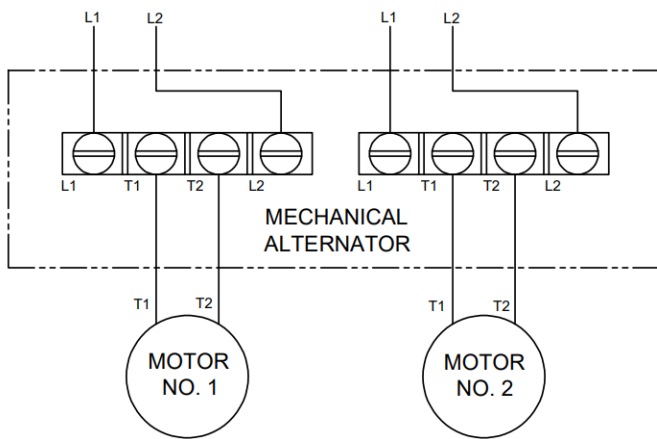 L1 L2 L1 L2
L1 T1 T2 L2 L1 T1 T2 L2
MECHANICAL
ALTERNATOR
T1 T2 T1 T2
MOTOR
NO. 1
MOTOR
NO. 2